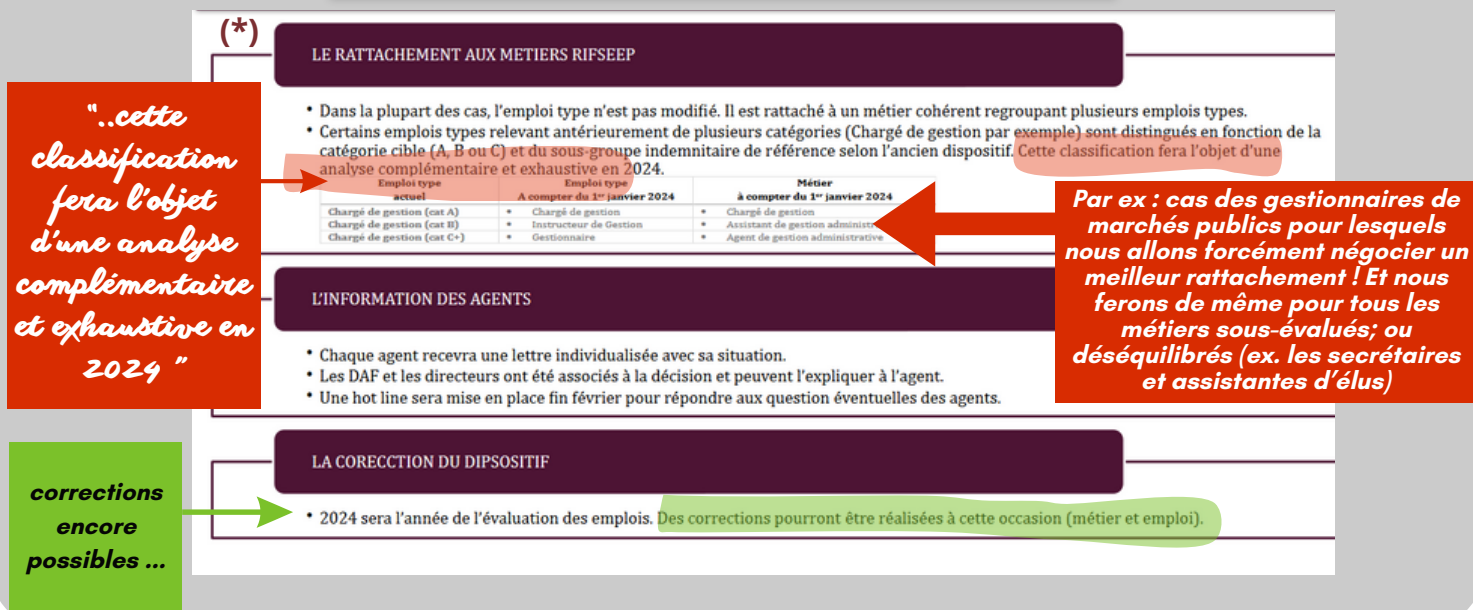 (*)
LE RATTACHEMENT AUX METIERS RIFSEEP
"..cette
classification
fera l'objet
d'une analyse
complémentaire
et exhaustive en
2024 "
• Dans la plupart des cas, l'emploi type n'est pas modifié. Il est rattaché à un métier cohérent regroupant plusieurs emplois types.
• Certains emplois types relevant antérieurement de plusieurs catégories (Chargé de gestion par exemple) sont distingués en fonction de la
catégorie cible (A, B ou C) et du sous-groupe indemnitaire de référence selon l'ancien dispositif. Cette classification fera l'objet d'une
analyse complémentaire et exhaustive en 2024.
Emploi type actuel | Emploi type A compter du 1er janvier 2024 | Métier à compter du 1er janvier 2024
Chargé de gestion (cat A) • Chargé de gestion • Chargé de gestion
Chargé de gestion (cat B) • Instructeur de Gestion • Assistant de gestion administr
Chargé de gestion (cat C+) • Gestionnaire • Agent de gestion administrative
Par ex : cas des gestionnaires de
marchés publics pour lesquels
nous allons forcément négocier un
meilleur rattachement ! Et nous
ferons de même pour tous les
métiers sous-évalués; ou
déséquilibrés (ex. les secrétaires
et assistantes d'élus)
L'INFORMATION DES AGENTS
• Chaque agent recevra une lettre individualisée avec sa situation.
• Les DAF et les directeurs ont été associés à la décision et peuvent l'expliquer à l'agent.
• Une hot line sera mise en place fin février pour répondre aux question éventuelles des agents.
LA CORECCTION DU DIPSOSITIF
corrections
encore
possibles ...
• 2024 sera l'année de l'évaluation des emplois. Des corrections pourront être réalisées à cette occasion (métier et emploi).